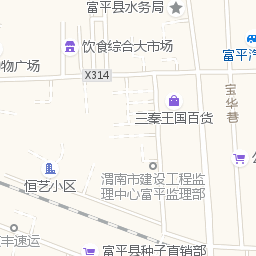 富平县水务局
饮食综合大市场
富平汽
物广场
X314
宝华巷
三秦王国百货
公
渭南市建设工程监
理中心富平监理部
恒艺小区
丰速运
富平县种子直销部